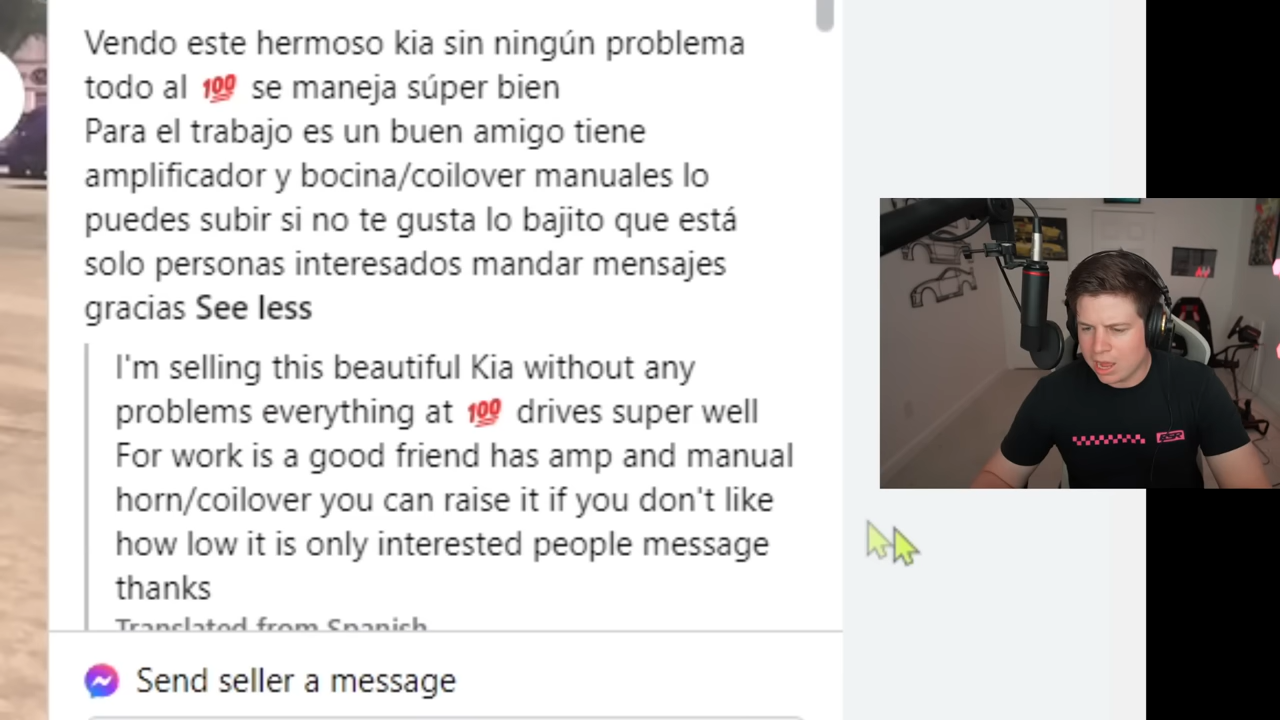 Vendo este hermoso kia sin ningún problema
todo al 💯 se maneja súper bien
Para el trabajo es un buen amigo tiene
amplificador y bocina/coilover manuales lo
puedes subir si no te gusta lo bajito que está
solo personas interesados mandar mensajes
gracias See less
I'm selling this beautiful Kia without any
problems everything at 💯 drives super well
For work is a good friend has amp and manual
horn/coilover you can raise it if you don't like
how low it is only interested people message
thanks
Translated from Spanish
Send seller a message